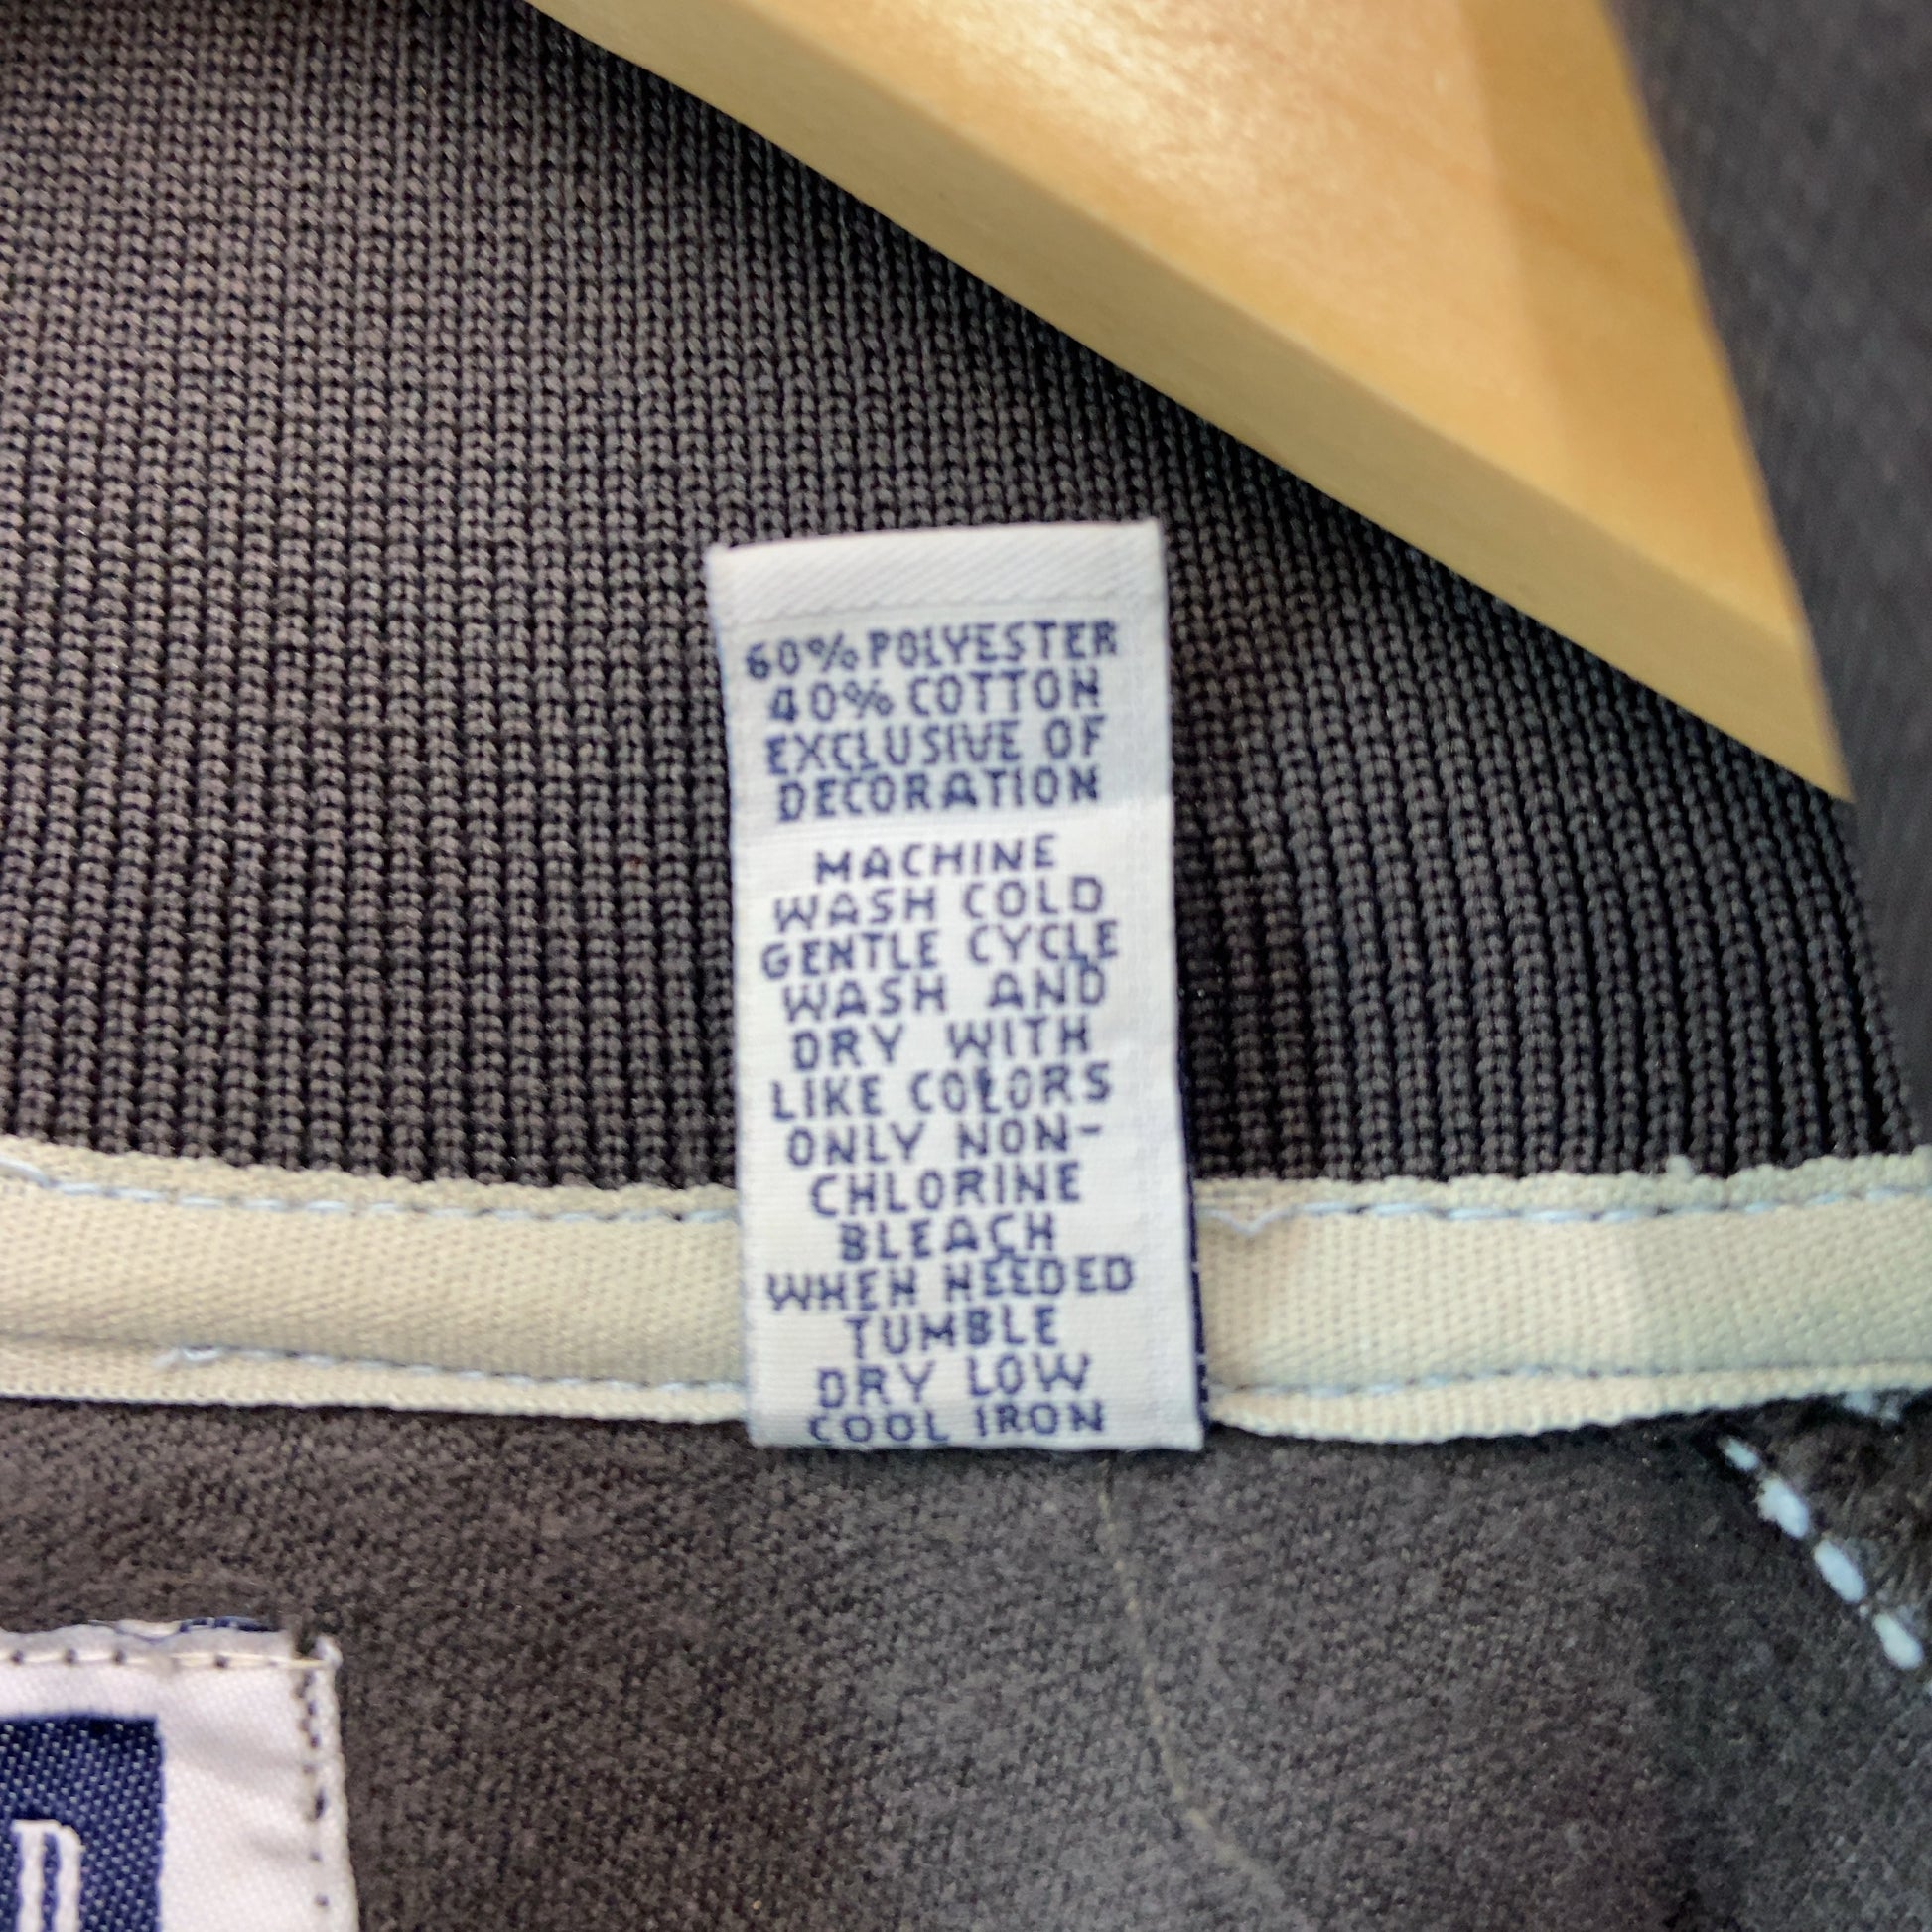 60% POLYESTER
40% COTTON
EXCLUSIVE OF
DECORATION
MACHINE
WASH COLD
GENTLE CYCLE
WASH AND
DRY WITH
LIKE COLORS
ONLY NON-
CHLORINE
BLEACH
WHEN NEEDED
TUMBLE
DRY LOW
COOL IRON